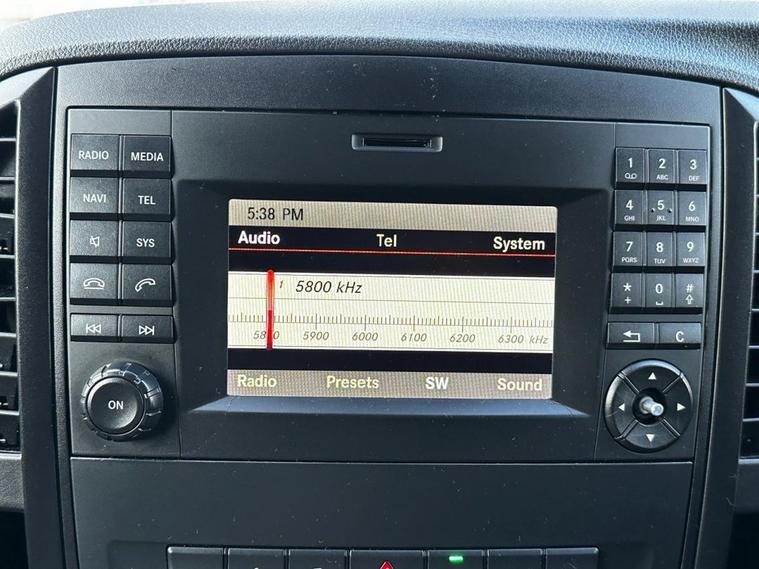 RADIO MEDIA
NAVI TEL
SYS
ON
5:38 PM
Audio Tel System
1 5800 kHz
5900 6000 6100 6200 6300 kHz
Radio Presets SW Sound
1 2 ABC 3 DEF
4 GHI 5 JKL 6 MNO
7 PQRS 8 TUV 9 WXYZ
* + 0 #
C